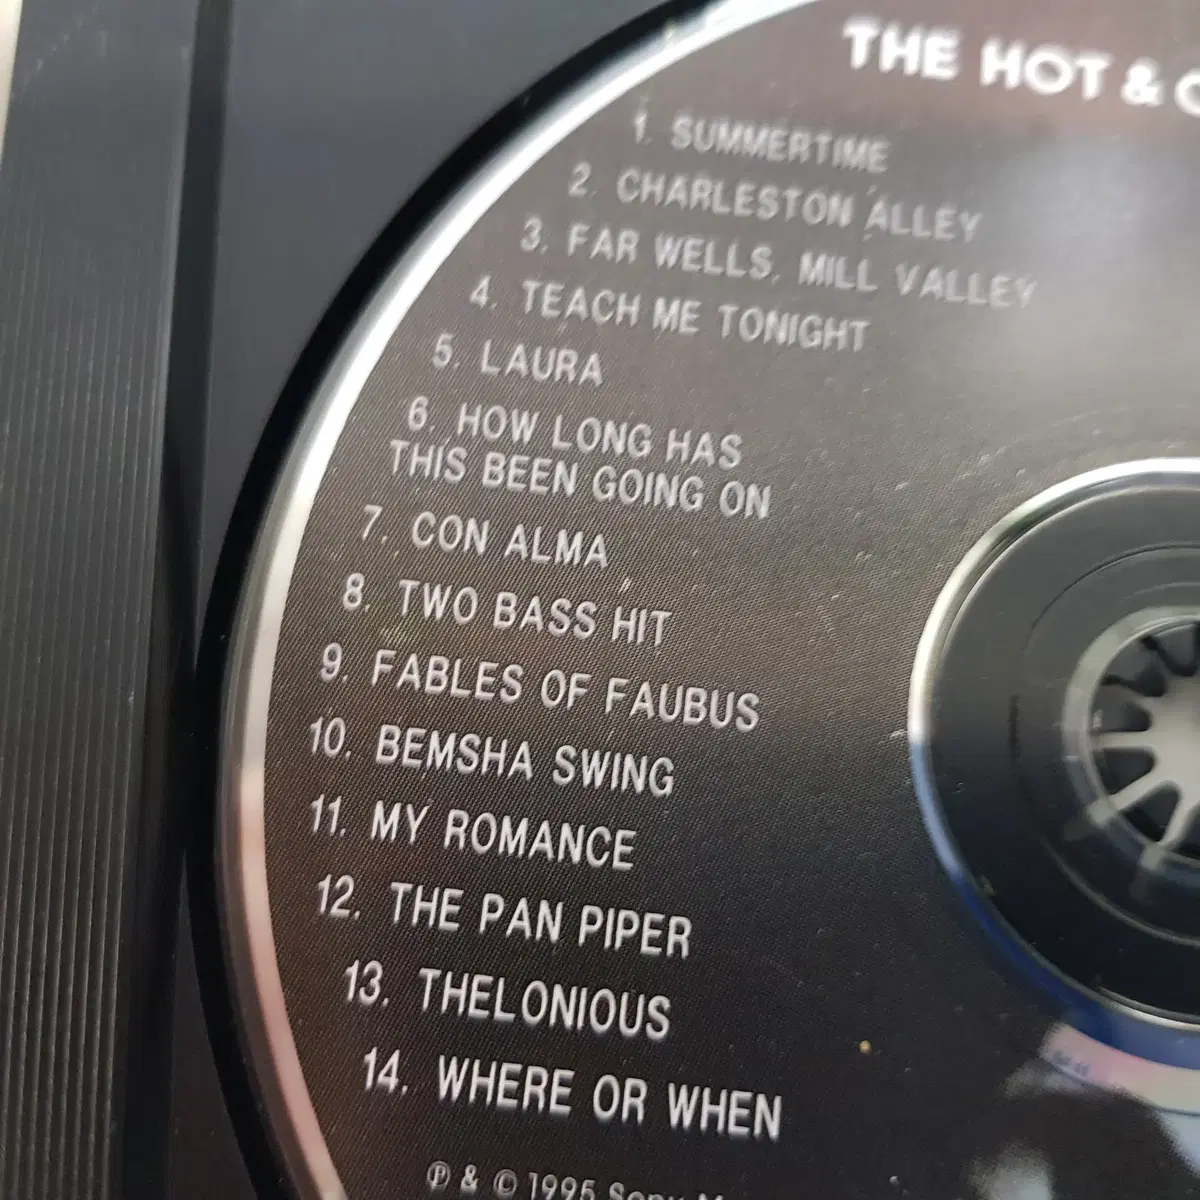 THE HOT &
1. SUMMERTIME
2. CHARLESTON ALLEY
3. FAR WELLS, MILL VALLEY
4. TEACH ME TONIGHT
5. LAURA
6. HOW LONG HAS
THIS BEEN GOING ON
7. CON ALMA
8. TWO BASS HIT
9. FABLES OF FAUBUS
10. BEMSHA SWING
11. MY ROMANCE
12. THE PAN PIPER
13. THELONIOUS
14. WHERE OR WHEN
℗ & © 1995 Sony